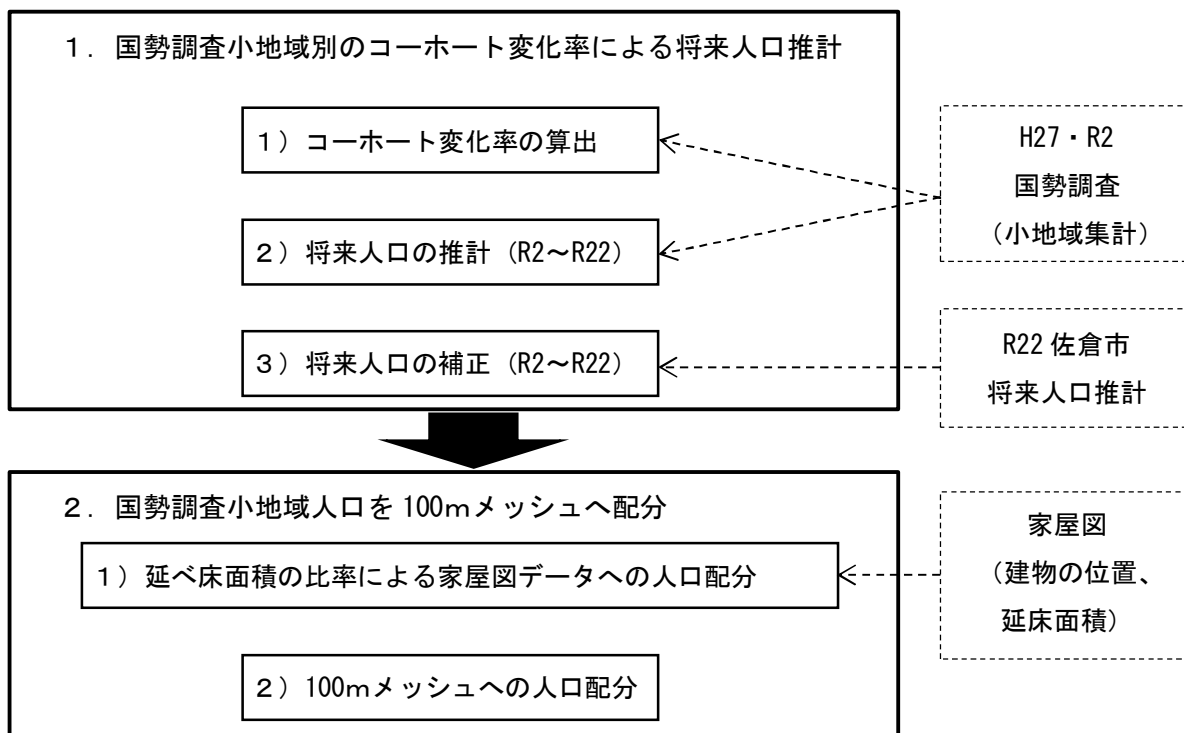 １．国勢調査小地域別のコーホート変化率による将来人口推計
１）コーホート変化率の算出
２）将来人口の推計（R2～R22）
３）将来人口の補正（R2～R22）
H27・R2
国勢調査
（小地域集計）
R22 佐倉市
将来人口推計
２．国勢調査小地域人口を 100ｍメッシュへ配分
１）延べ床面積の比率による家屋図データへの人口配分
２）100ｍメッシュへの人口配分
家屋図
（建物の位置、
延床面積）